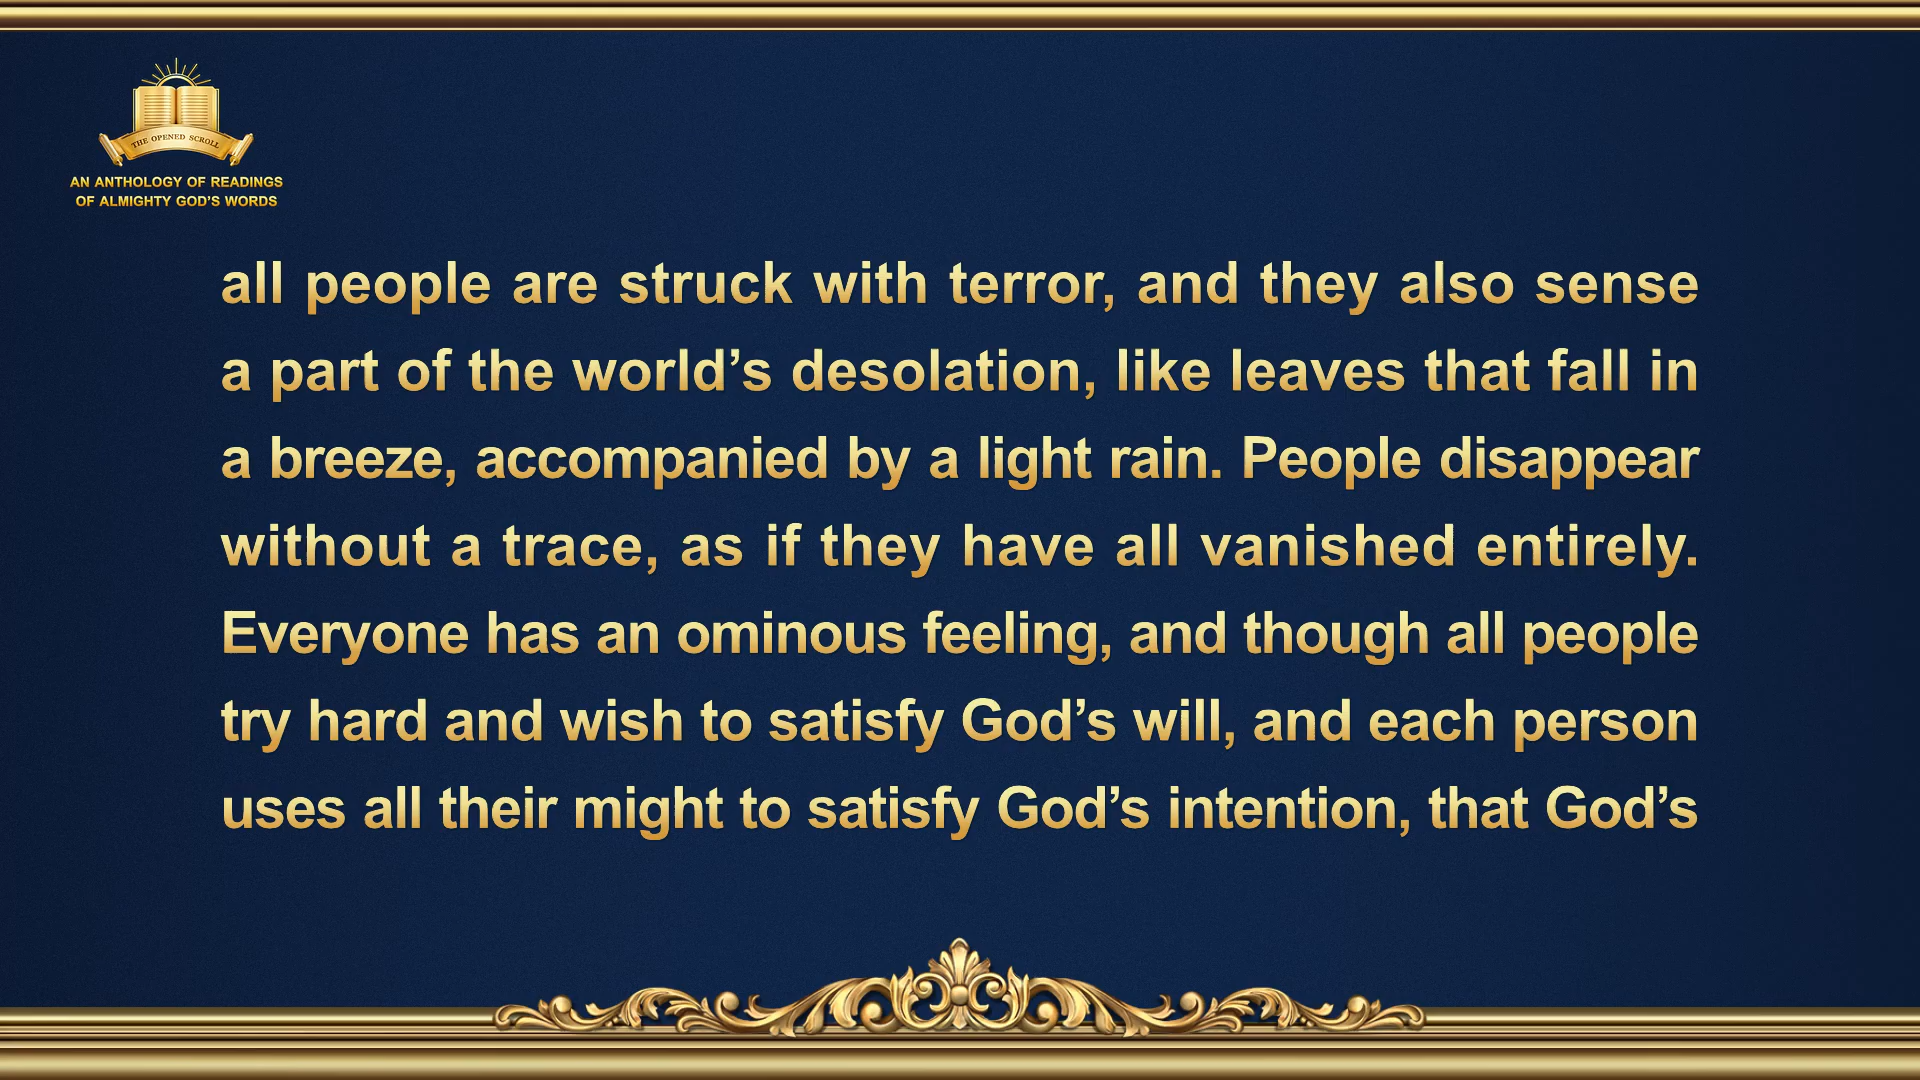 THE OPENED SCROLL
AN ANTHOLOGY OF READINGS
OF ALMIGHTY GOD’S WORDS
all people are struck with terror, and they also sense
a part of the world’s desolation, like leaves that fall in
a breeze, accompanied by a light rain. People disappear
without a trace, as if they have all vanished entirely.
Everyone has an ominous feeling, and though all people
try hard and wish to satisfy God’s will, and each person
uses all their might to satisfy God’s intention, that God’s